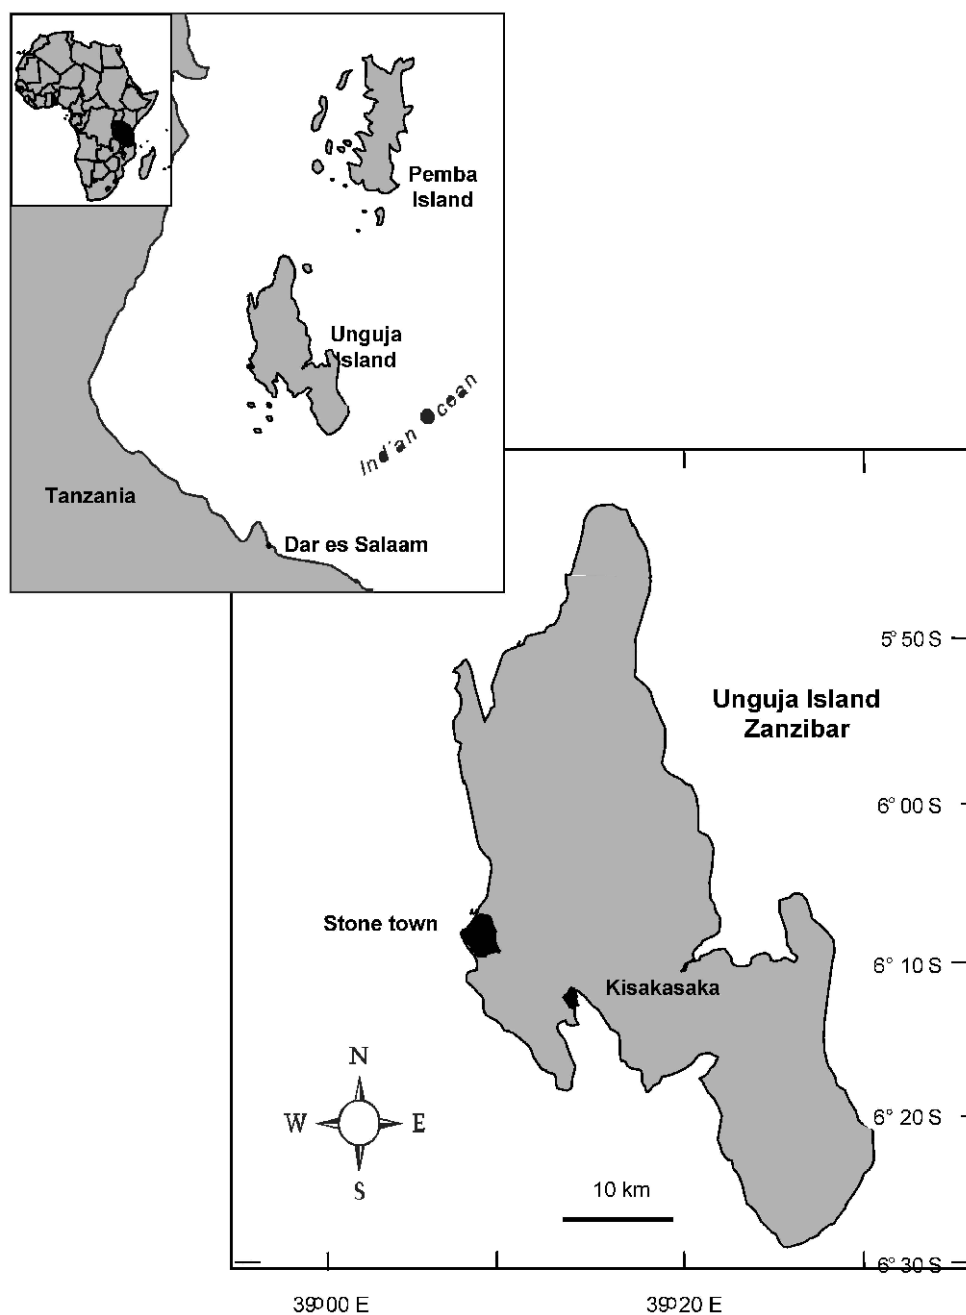 Pemba
Island
Unguja
Island
Indian Ocean
Tanzania
Dar es Salaam
5° 50 S
Unguja Island
Zanzibar
6° 00 S
Stone town
6° 10 S
Kisakasaka
N
W
E
S
6° 20 S
10 km
6° 30 S
39°00 E
39°20 E